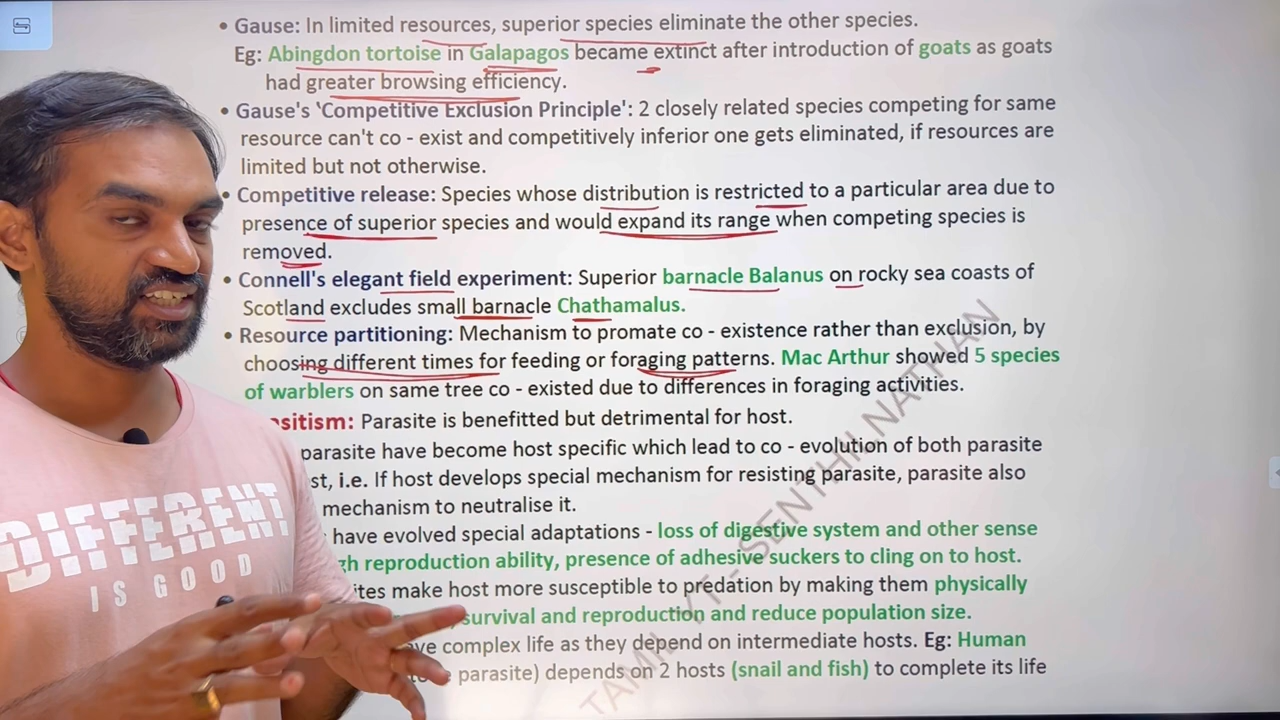 • Gause: In limited resources, superior species eliminate the other species.
Eg: Abingdon tortoise in Galapagos became extinct after introduction of goats as goats
had greater browsing efficiency.
• Gause's 'Competitive Exclusion Principle': 2 closely related species competing for same
resource can't co - exist and competitively inferior one gets eliminated, if resources are
limited but not otherwise.
• Competitive release: Species whose distribution is restricted to a particular area due to
presence of superior species and would expand its range when competing species is
removed.
• Connell's elegant field experiment: Superior barnacle Balanus on rocky sea coasts of
Scotland excludes small barnacle Chathamalus.
• Resource partitioning: Mechanism to promate co - existence rather than exclusion, by
choosing different times for feeding or foraging patterns. Mac Arthur showed 5 species
of warblers on same tree co - existed due to differences in foraging activities.
sitism: Parasite is benefitted but detrimental for host.
parasite have become host specific which lead to co - evolution of both parasite
st, i.e. If host develops special mechanism for resisting parasite, parasite also
mechanism to neutralise it.
have evolved special adaptations - loss of digestive system and other sense
gh reproduction ability, presence of adhesive suckers to cling on to host.
ites make host more susceptible to predation by making them physically
survival and reproduction and reduce population size.
ve complex life as they depend on intermediate hosts. Eg: Human
parasite) depends on 2 hosts (snail and fish) to complete its life
TAMIL YT - SENTHILNATHAN
DIFFERENT
IS GOOD